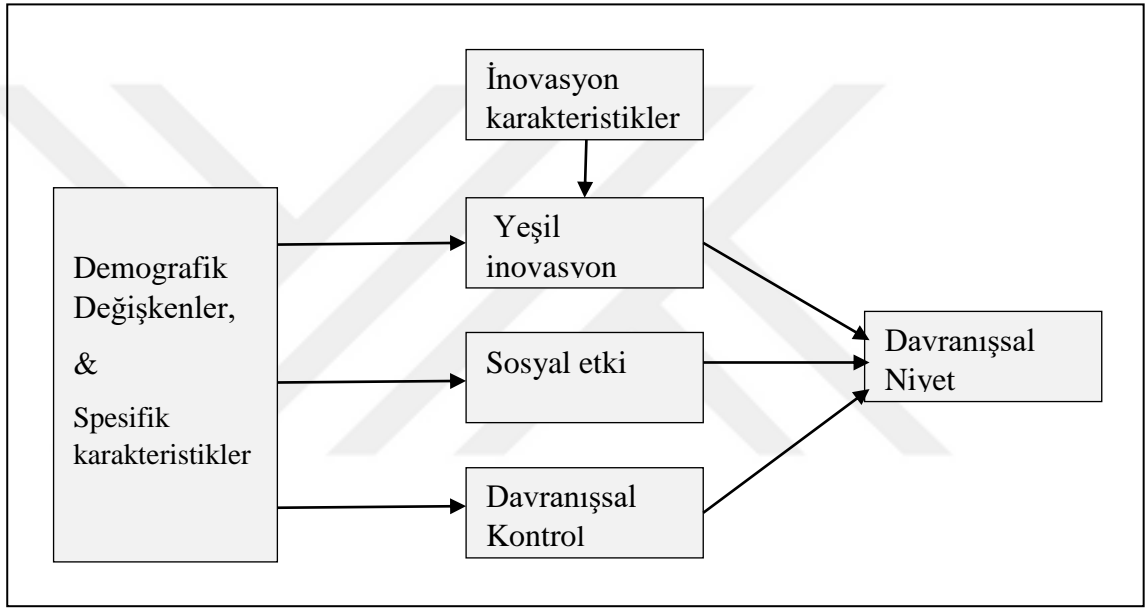 İnovasyon
karakteristikler
Demografik
Değişkenler,
&
Spesifik
karakteristikler
Yeşil
inovasyon
Sosyal etki
Davranışsal
Kontrol
Davranışsal
Niyet